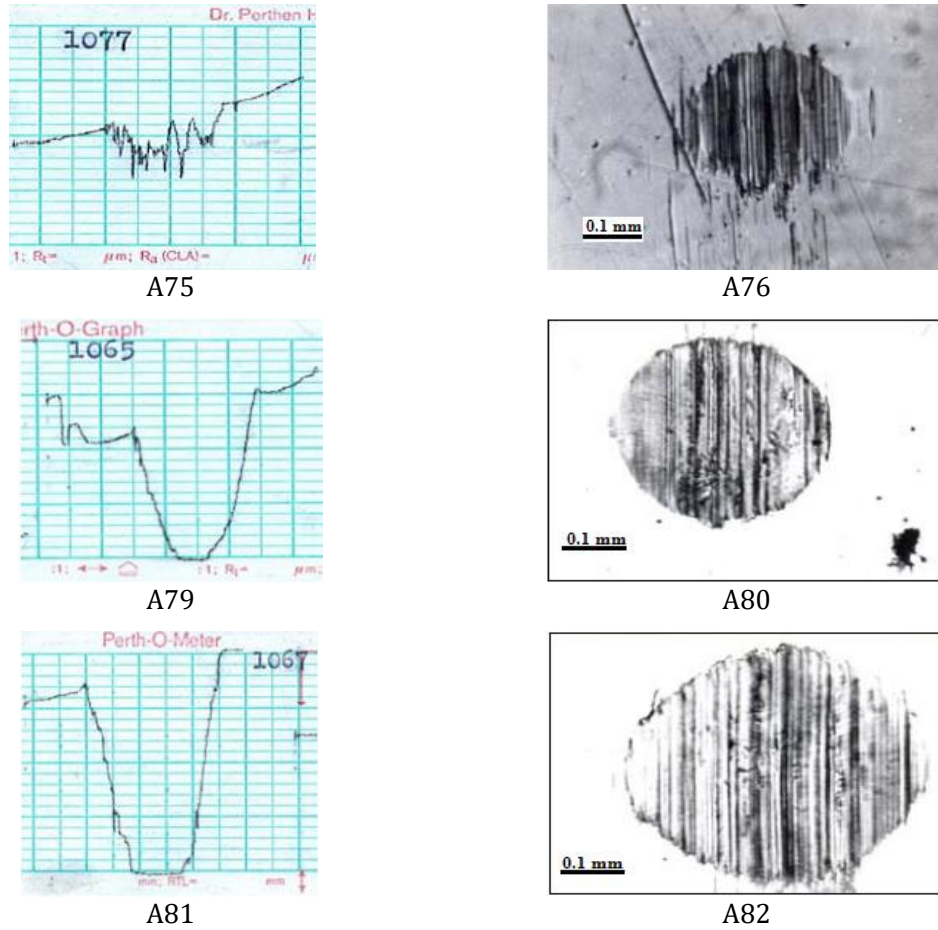 Dr. Perthen H
1077
1; Rt= µm; Ra (CLA)= µ
A75
0.1 mm
A76
rth-O-Graph
1065
:1; :1; Rt= µm;
A79
0.1 mm
A80
Perth-O-Meter
1067
mm; RTL= mm
A81
0.1 mm
A82